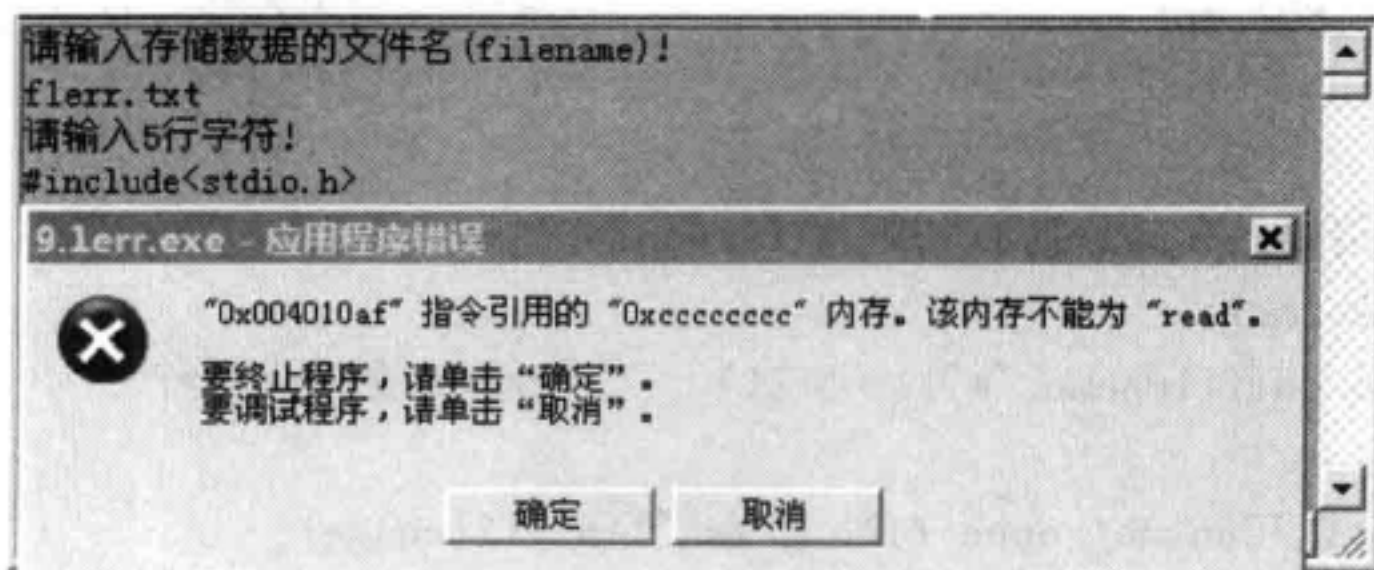 请输入存储数据的文件名(filename)!
f1err.txt
请输入5行字符!
#include<stdio.h>
9.1err.exe - 应用程序错误
"0x004010af" 指令引用的 "0xcccccccc" 内存。该内存不能为 "read"。
要终止程序,请单击“确定”。
要调试程序,请单击“取消”。
确定
取消